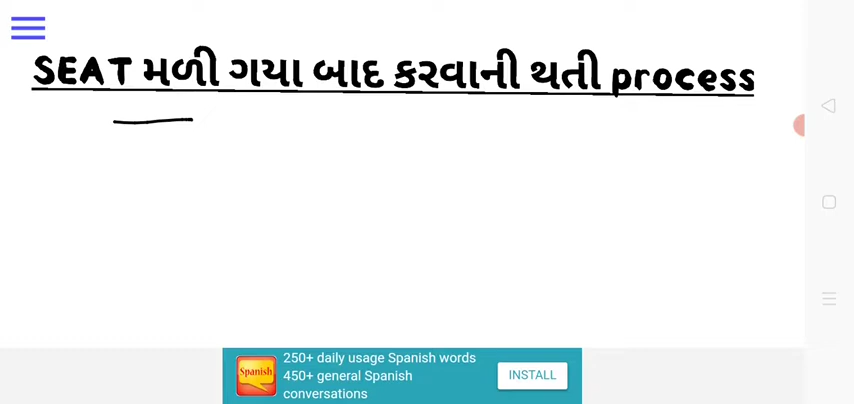 SEAT મળી ગયા બાદ કરવાની થતી process
Spanish
250+ daily usage Spanish words
450+ general Spanish
conversations
INSTALL